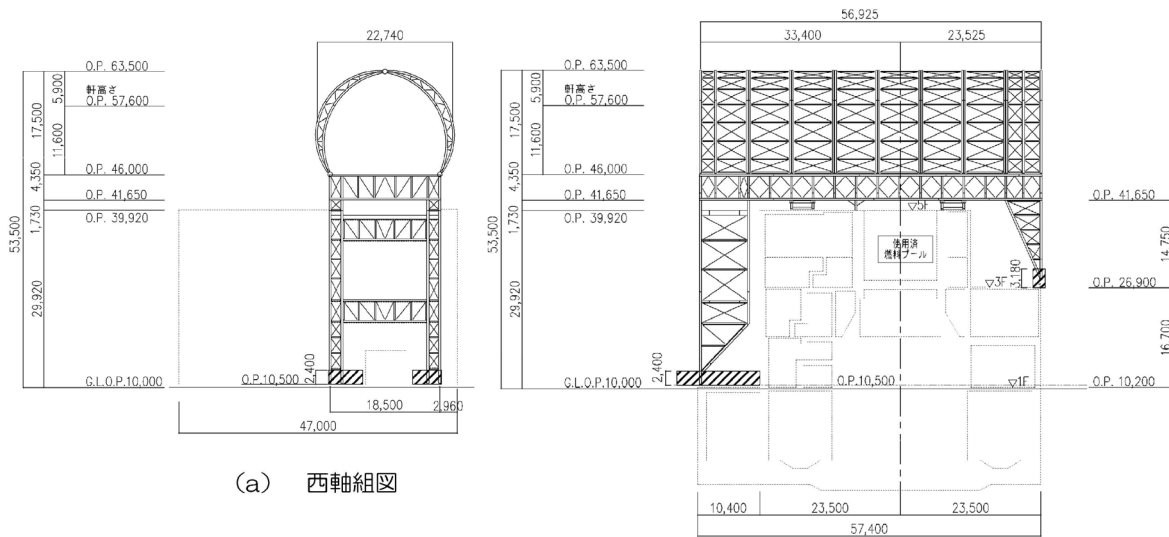 22,740
O.P. 63,500
軒高さ
O.P. 57,600
O.P. 46,000
O.P. 41,650
O.P. 39,920
5,900
11,600
17,500
4,350
1,730
29,920
53,500
2,400
G.L.O.P.10,000
O.P.10,500
18,500
2,960
47,000
(a) 西軸組図
56,925
33,400
23,525
O.P. 63,500
軒高さ
O.P. 57,600
O.P. 46,000
O.P. 41,650
O.P. 39,920
5,900
11,600
17,500
4,350
1,730
29,920
53,500
2,400
G.L.O.P.10,000
O.P.10,500
▽5F
使用済
燃料プール
▽3F
3,180
▽1F
O.P. 41,650
14,750
O.P. 26,900
16,700
O.P. 10,200
10,400
23,500
23,500
57,400